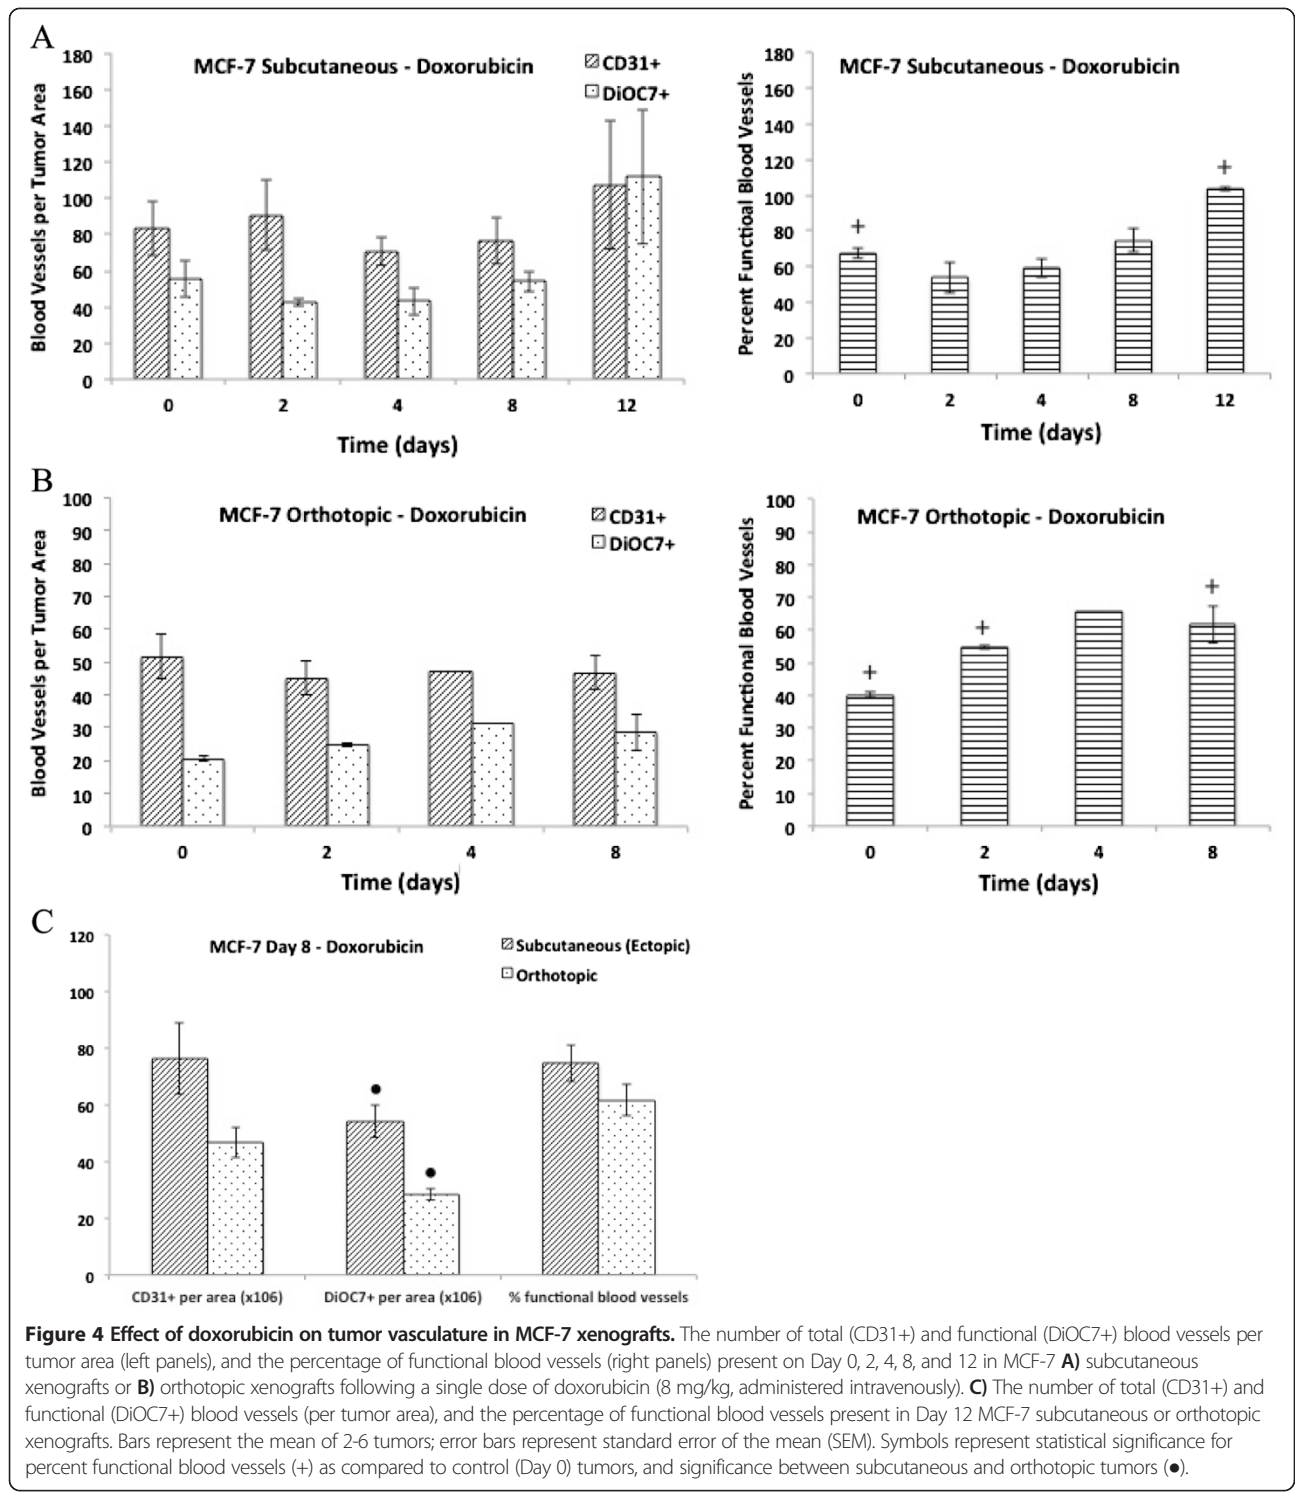 A
MCF-7 Subcutaneous - Doxorubicin
CD31+
DiOC7+
Blood Vessels per Tumor Area
180
160
140
120
100
80
60
40
20
0
0 2 4 8 12
Time (days)
MCF-7 Subcutaneous - Doxorubicin
Percent Functioal Blood Vessels
180
160
140
120
100
80
60
40
20
0
+
+
0 2 4 8 12
Time (days)
B
MCF-7 Orthotopic - Doxorubicin
CD31+
DiOC7+
Blood Vessels per Tumor Area
100
90
80
70
60
50
40
30
20
10
0
0 2 4 8
Time (days)
MCF-7 Orthotopic - Doxorubicin
Percent Functional Blood Vessels
100
90
80
70
60
50
40
30
20
10
0
+
+
+
0 2 4 8
Time (days)
C
MCF-7 Day 8 - Doxorubicin
Subcutaneous (Ectopic)
Orthotopic
120
100
80
60
40
20
0
●
●
CD31+ per area (x106) DiOC7+ per area (x106) % functional blood vessels
Figure 4 Effect of doxorubicin on tumor vasculature in MCF-7 xenografts. The number of total (CD31+) and functional (DiOC7+) blood vessels per
tumor area (left panels), and the percentage of functional blood vessels (right panels) present on Day 0, 2, 4, 8, and 12 in MCF-7 A) subcutaneous
xenografts or B) orthotopic xenografts following a single dose of doxorubicin (8 mg/kg, administered intravenously). C) The number of total (CD31+) and
functional (DiOC7+) blood vessels (per tumor area), and the percentage of functional blood vessels present in Day 12 MCF-7 subcutaneous or orthotopic
xenografts. Bars represent the mean of 2-6 tumors; error bars represent standard error of the mean (SEM). Symbols represent statistical significance for
percent functional blood vessels (+) as compared to control (Day 0) tumors, and significance between subcutaneous and orthotopic tumors (●).